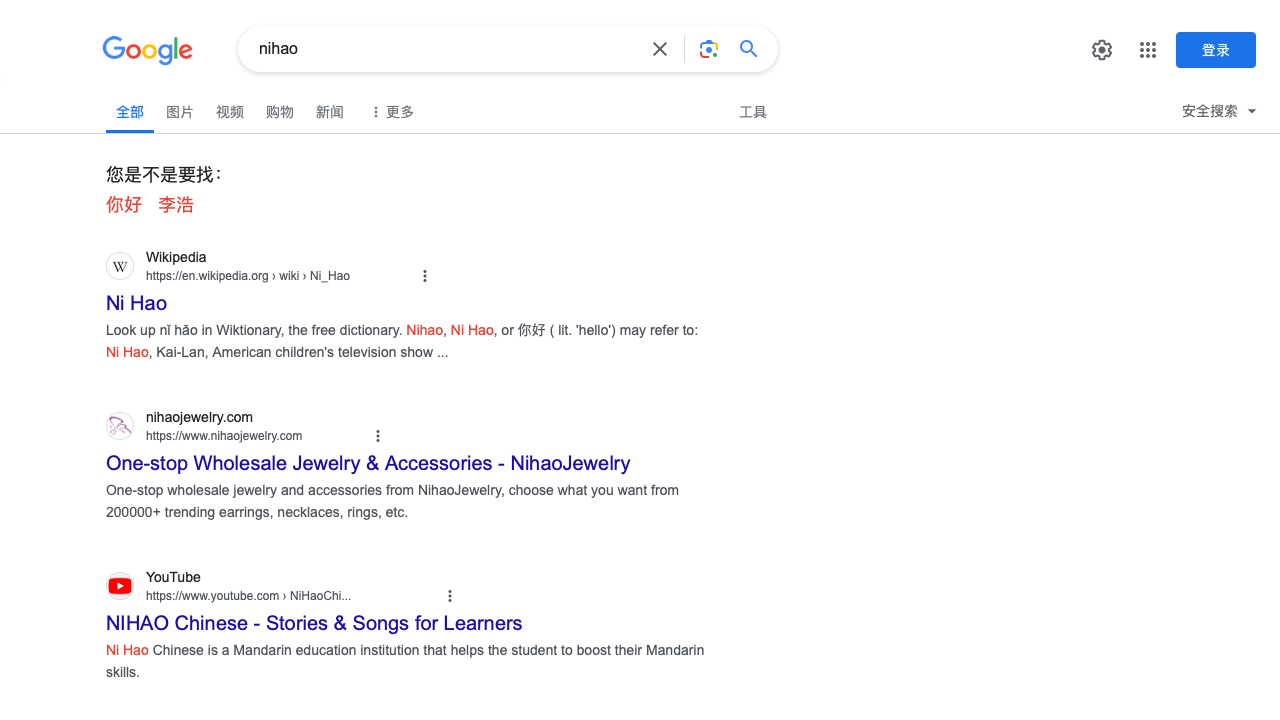 Google
nihao
登录
全部 图片 视频 购物 新闻 更多 工具 安全搜索
您是不是要找：
你好 李浩
Wikipedia
https://en.wikipedia.org › wiki › Ni_Hao
Ni Hao
Look up nǐ hǎo in Wiktionary, the free dictionary. Nihao, Ni Hao, or 你好 ( lit. 'hello') may refer to:
Ni Hao, Kai-Lan, American children's television show ...
nihaojewelry.com
https://www.nihaojewelry.com
One-stop Wholesale Jewelry & Accessories - NihaoJewelry
One-stop wholesale jewelry and accessories from NihaoJewelry, choose what you want from
200000+ trending earrings, necklaces, rings, etc.
YouTube
https://www.youtube.com › NiHaoChi...
NIHAO Chinese - Stories & Songs for Learners
Ni Hao Chinese is a Mandarin education institution that helps the student to boost their Mandarin
skills.